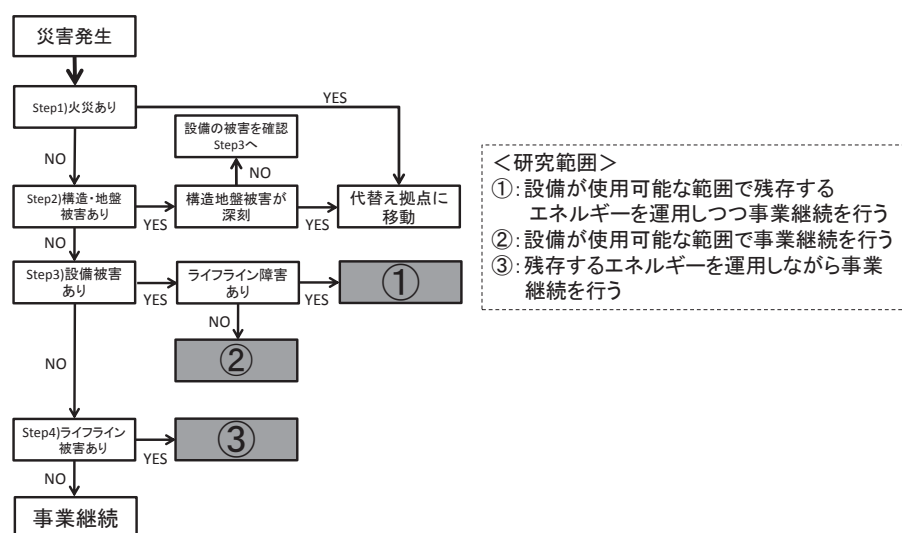 災害発生
Step1)火災あり
YES
NO
設備の被害を確認
Step3へ
NO
Step2)構造・地盤
被害あり
YES
構造地盤被害が
深刻
YES
代替え拠点に
移動
NO
Step3)設備被害
あり
YES
ライフライン障害
あり
YES
①
NO
②
NO
Step4)ライフライン
被害あり
YES
③
NO
事業継続
＜研究範囲＞
①：設備が使用可能な範囲で残存する
エネルギーを運用しつつ事業継続を行う
②：設備が使用可能な範囲で事業継続を行う
③：残存するエネルギーを運用しながら事業
継続を行う